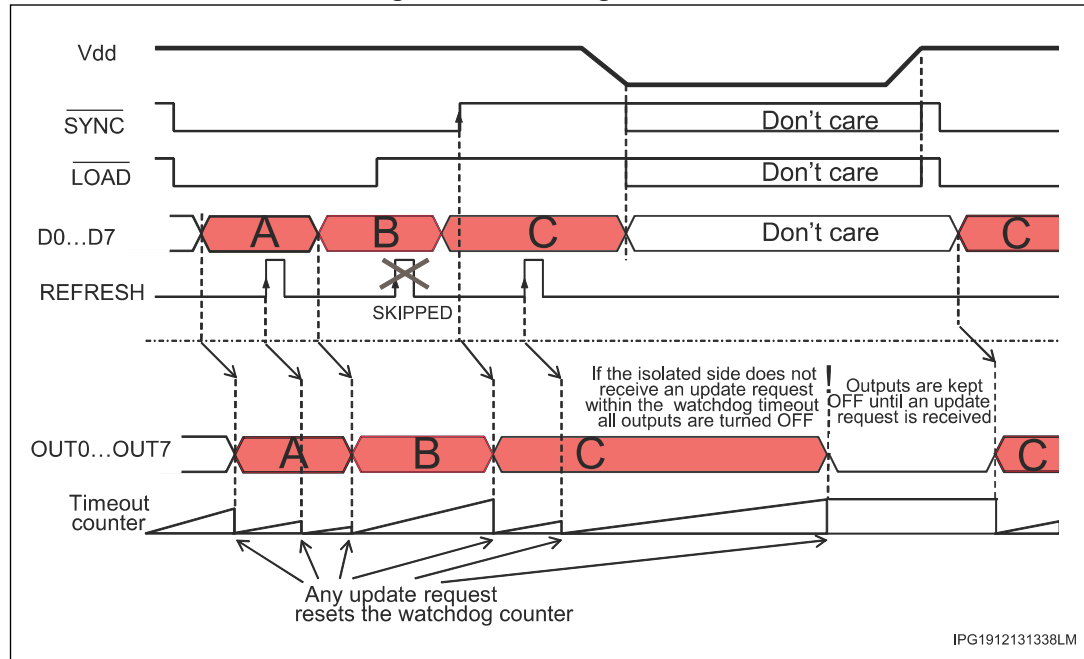 Vdd
SYNC
Don't care
LOAD
Don't care
D0...D7
A
B
C
Don't care
C
REFRESH
SKIPPED
If the isolated side does not
receive an update request
within the watchdog timeout
all outputs are turned OFF
!
Outputs are kept
OFF until an update
request is received
OUT0...OUT7
A
B
C
C
Timeout
counter
Any update request
resets the watchdog counter
IPG1912131338LM